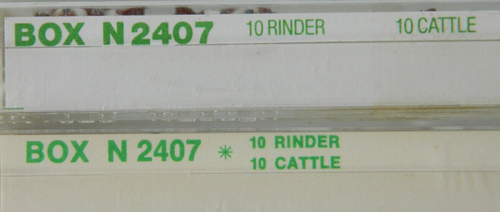 BOX N 2407 10 RINDER 10 CATTLE
BOX N 2407 * 10 RINDER
10 CATTLE